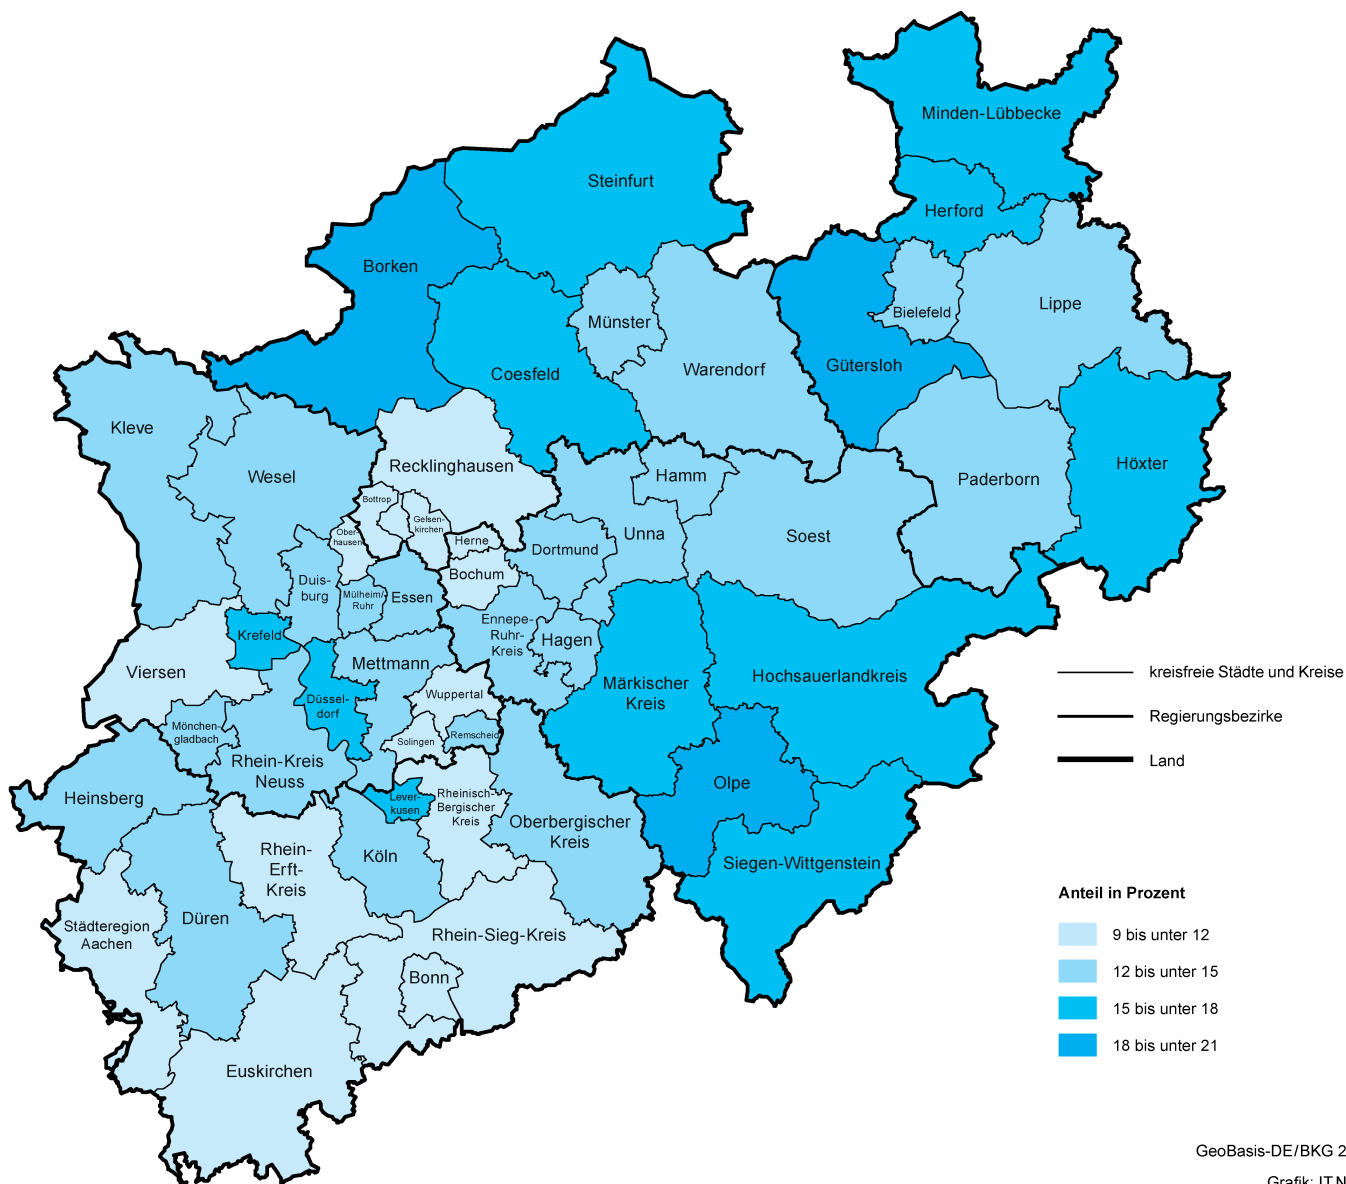 Minden-Lübbecke
Steinfurt
Herford
Borken
Lippe
Bielefeld
Münster
Gütersloh
Warendorf
Coesfeld
Kleve
Höxter
Recklinghausen
Wesel
Hamm
Paderborn
Bottrop
Gelsen-
kirchen
Ober-
hausen
Herne
Unna
Soest
Dortmund
Bochum
Duis-
burg
Mülheim/
Ruhr
Essen
Ennepe-
Ruhr-
Kreis
Hagen
Krefeld
Mettmann
Viersen
Hochsauerlandkreis
Märkischer
Kreis
Wuppertal
Düssel-
dorf
Mönchen-
gladbach
Solingen
Remscheid
Rhein-Kreis
Neuss
Olpe
Heinsberg
Lever-
kusen
Rheinisch-
Bergischer
Kreis
Oberbergischer
Kreis
Rhein-
Erft-
Kreis
Köln
Siegen-Wittgenstein
Düren
Städteregion
Aachen
Rhein-Sieg-Kreis
Bonn
Euskirchen
kreisfreie Städte und Kreise
Regierungsbezirke
Land
Anteil in Prozent
9 bis unter 12
12 bis unter 15
15 bis unter 18
18 bis unter 21
GeoBasis-DE/BKG 2
Grafik: IT.N